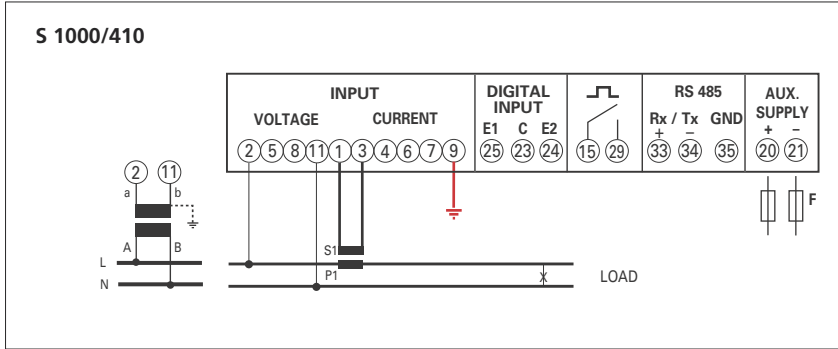 S 1000/410
INPUT
VOLTAGE CURRENT
2 5 8 11 1 3 4 6 7 9
DIGITAL
INPUT
E1 C E2
25 23 24
15 29
RS 485
Rx / Tx GND
+ −
33 34 35
AUX.
SUPPLY
+ −
20 21
F
2 11
a b
A B
L
N
S1
P1
X
LOAD